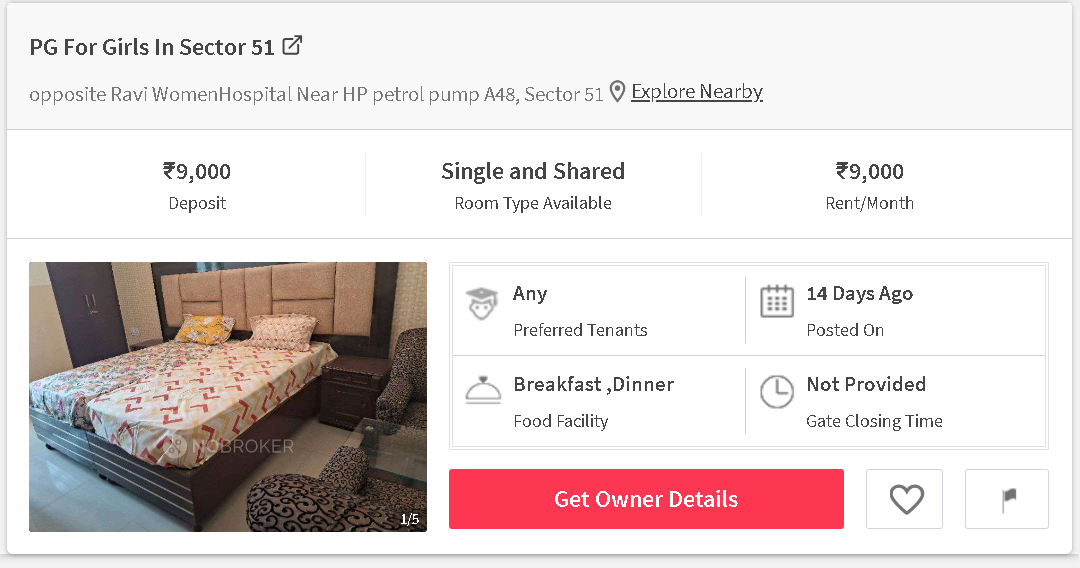 PG For Girls In Sector 51
opposite Ravi WomenHospital Near HP petrol pump A48, Sector 51 Explore Nearby
₹9,000 Single and Shared ₹9,000
Deposit Room Type Available Rent/Month
Any 14 Days Ago
Preferred Tenants Posted On
Breakfast ,Dinner Not Provided
Food Facility Gate Closing Time
NOBROKER
Get Owner Details
1/5